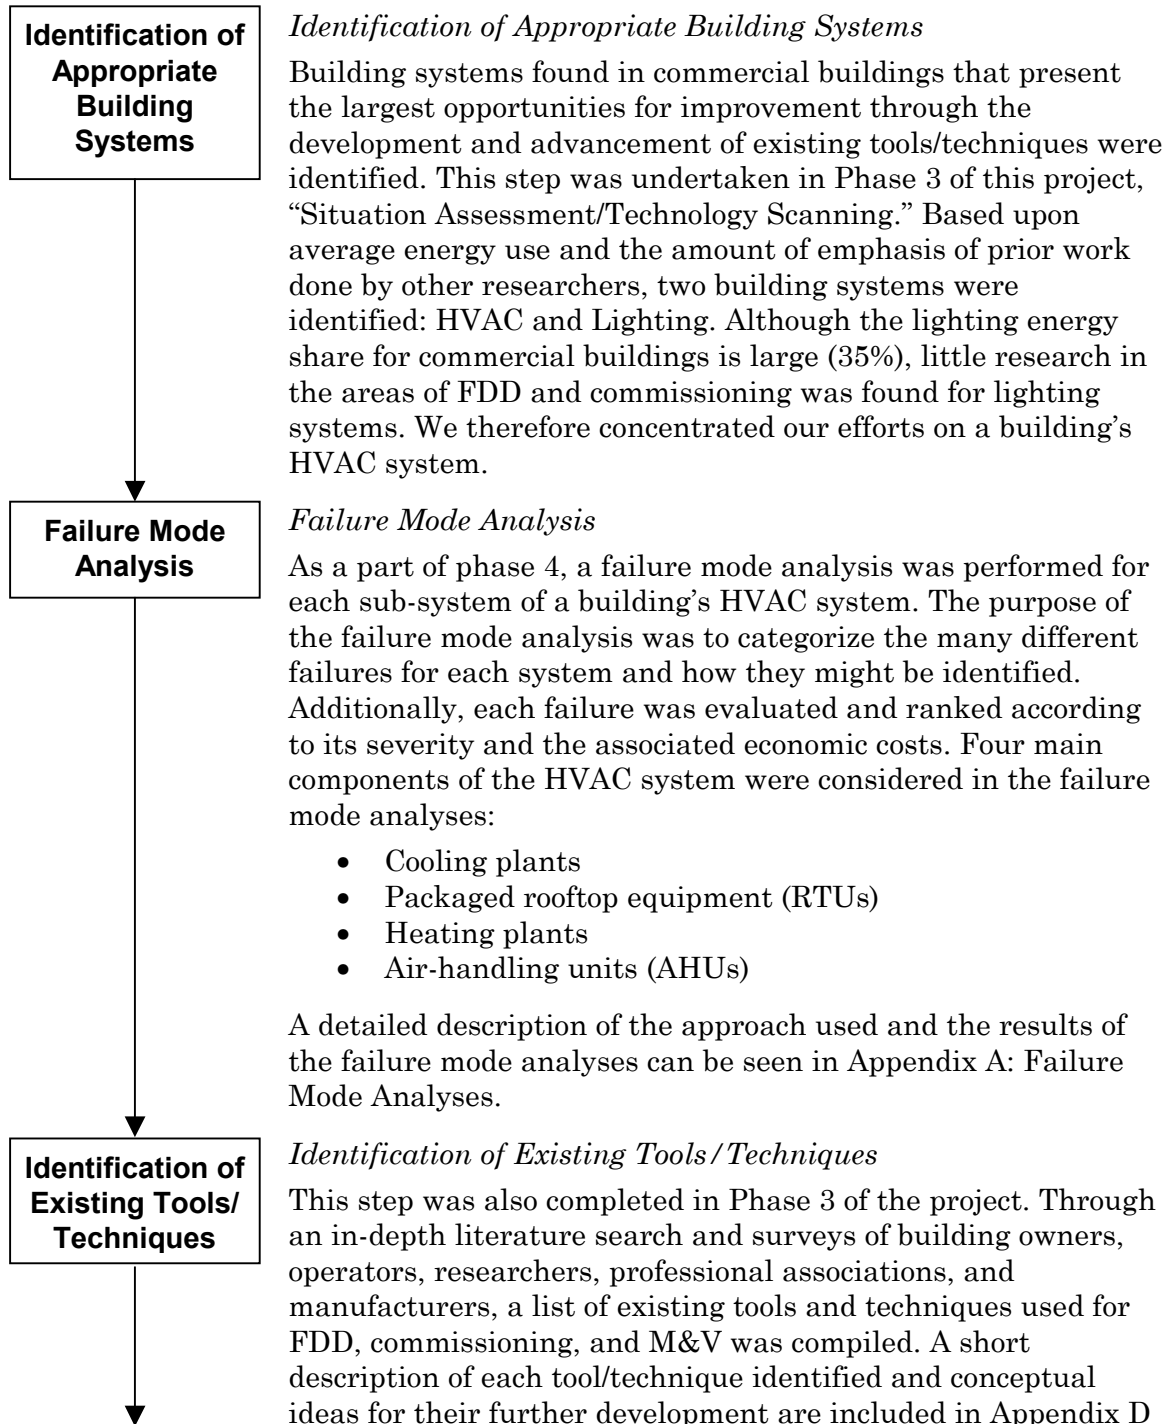 Identification of
Appropriate
Building
Systems
Identification of Appropriate Building Systems
Building systems found in commercial buildings that present
the largest opportunities for improvement through the
development and advancement of existing tools/techniques were
identified. This step was undertaken in Phase 3 of this project,
“Situation Assessment/Technology Scanning.” Based upon
average energy use and the amount of emphasis of prior work
done by other researchers, two building systems were
identified: HVAC and Lighting. Although the lighting energy
share for commercial buildings is large (35%), little research in
the areas of FDD and commissioning was found for lighting
systems. We therefore concentrated our efforts on a building’s
HVAC system.
Failure Mode
Analysis
Failure Mode Analysis
As a part of phase 4, a failure mode analysis was performed for
each sub-system of a building’s HVAC system. The purpose of
the failure mode analysis was to categorize the many different
failures for each system and how they might be identified.
Additionally, each failure was evaluated and ranked according
to its severity and the associated economic costs. Four main
components of the HVAC system were considered in the failure
mode analyses:
• Cooling plants
• Packaged rooftop equipment (RTUs)
• Heating plants
• Air-handling units (AHUs)
A detailed description of the approach used and the results of
the failure mode analyses can be seen in Appendix A: Failure
Mode Analyses.
Identification of
Existing Tools/
Techniques
Identification of Existing Tools/Techniques
This step was also completed in Phase 3 of the project. Through
an in-depth literature search and surveys of building owners,
operators, researchers, professional associations, and
manufacturers, a list of existing tools and techniques used for
FDD, commissioning, and M&V was compiled. A short
description of each tool/technique identified and conceptual
ideas for their further development are included in Appendix D